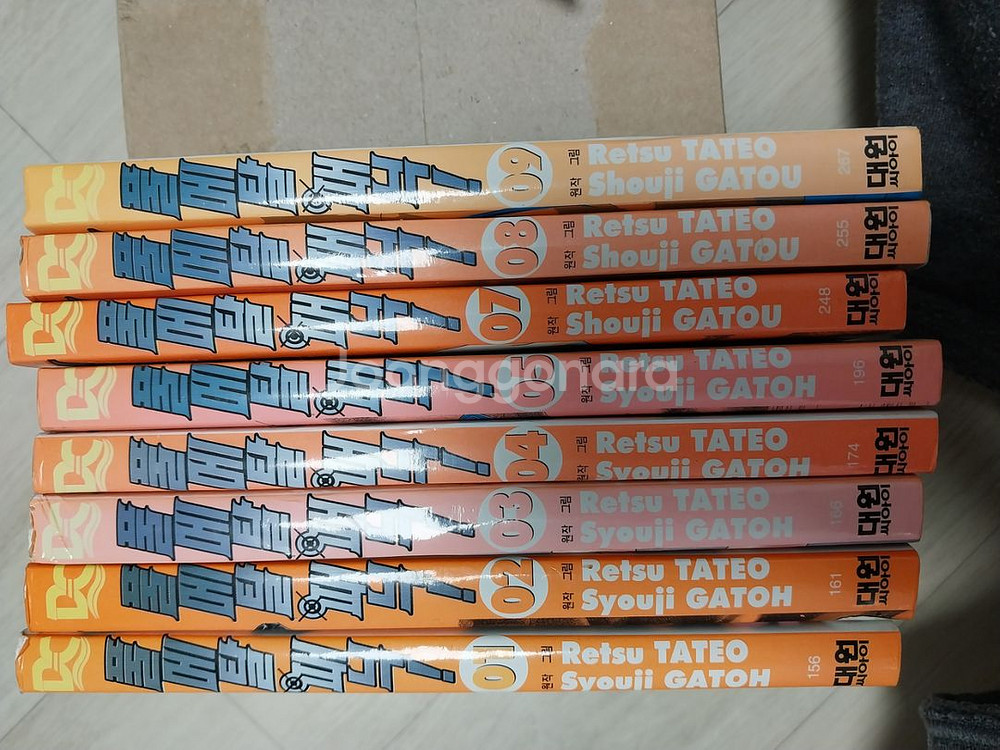 풀 메탈 패닉!
09
그림 Retsu TATEO
원작 Shouji GATOU
267
대원씨아이
풀 메탈 패닉!
08
그림 Retsu TATEO
원작 Shouji GATOU
255
대원씨아이
풀 메탈 패닉!
07
그림 Retsu TATEO
원작 Shouji GATOU
248
대원씨아이
풀 메탈 패닉!
05
그림 Retsu TATEO
원작 Syouji GATOH
196
대원씨아이
Joonggonara
풀 메탈 패닉!
04
그림 Retsu TATEO
원작 Syouji GATOH
174
대원씨아이
풀 메탈 패닉!
03
그림 Retsu TATEO
원작 Syouji GATOH
대원씨아이
풀 메탈 패닉!
02
그림 Retsu TATEO
원작 Syouji GATOH
161
대원씨아이
풀 메탈 패닉!
01
그림 Retsu TATEO
원작 Syouji GATOH
156
대원씨아이